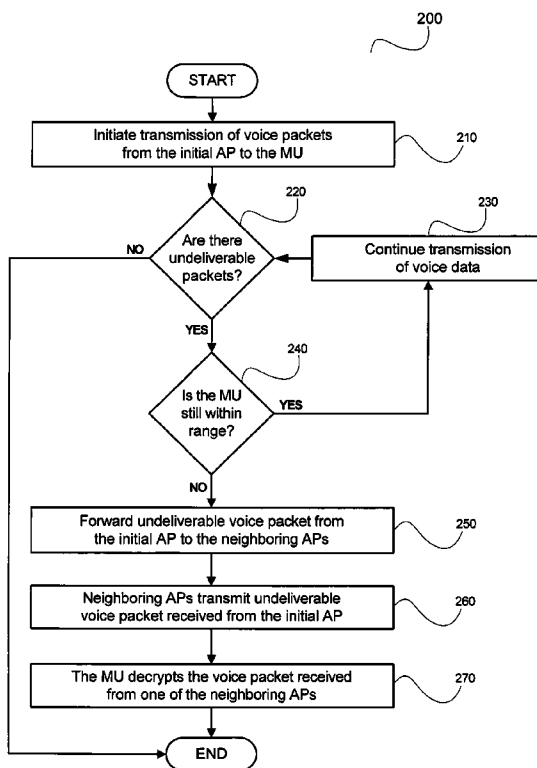 200
START
Initiate transmission of voice packets
from the initial AP to the MU
210
220
Are there
undeliverable
packets?
NO
230
Continue transmission
of voice data
YES
240
Is the MU
still within
range?
YES
NO
Forward undeliverable voice packet from
the initial AP to the neighboring APs
250
Neighboring APs transmit undeliverable
voice packet received from the initial AP
260
The MU decrypts the voice packet received
from one of the neighboring APs
270
END